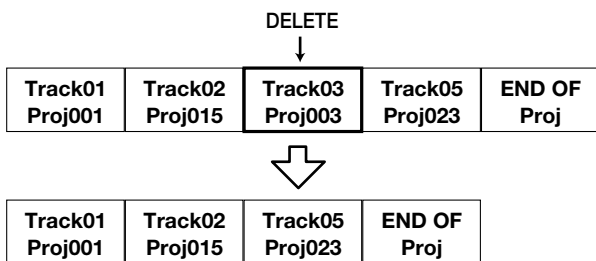 DELETE
Track01 Track02 Track03 Track05 END OF
Proj001 Proj015 Proj003 Proj023 Proj
Track01 Track02 Track05 END OF
Proj001 Proj015 Proj023 Proj